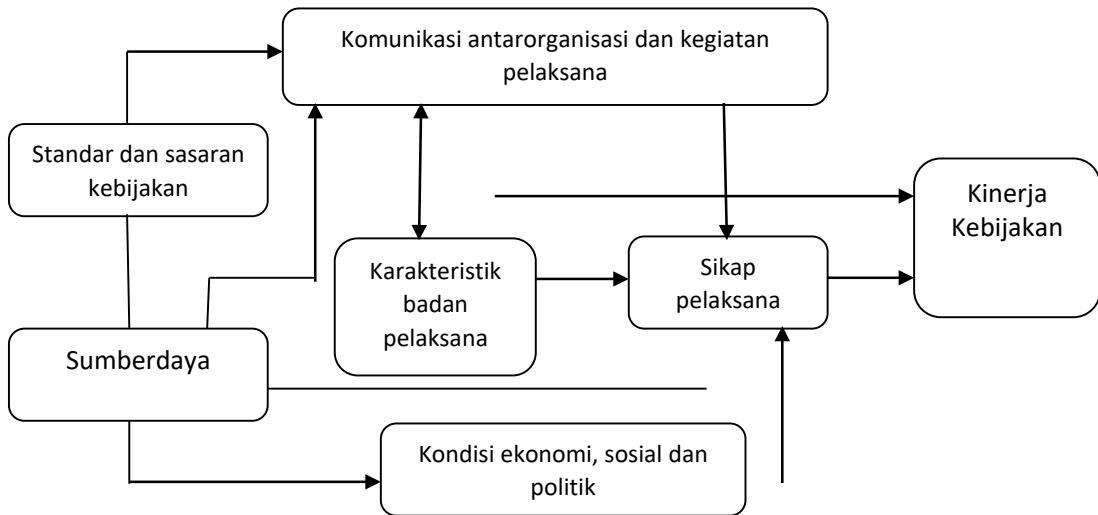 Komunikasi antarorganisasi dan kegiatan
pelaksana
Standar dan sasaran
kebijakan
Kinerja
Kebijakan
Karakteristik
badan
pelaksana
Sikap
pelaksana
Sumberdaya
Kondisi ekonomi, sosial dan
politik